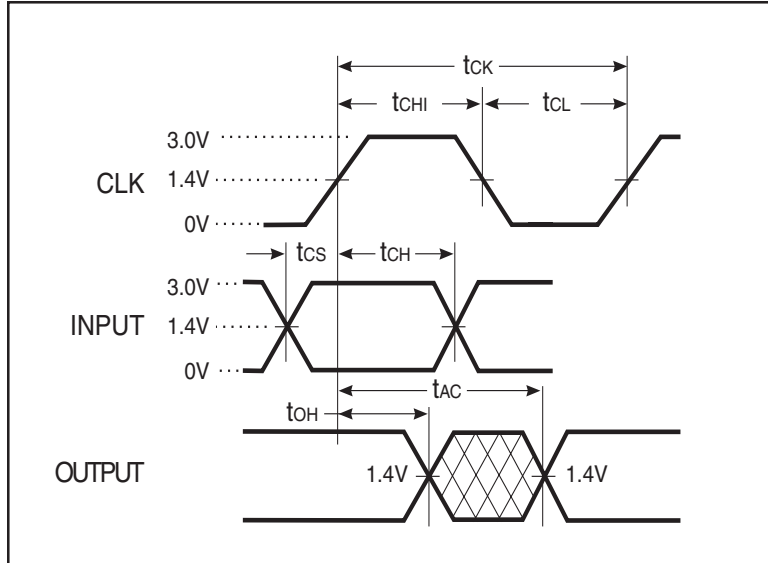 tCK
tCHI tCL
3.0V
CLK 1.4V
0V
tCS tCH
3.0V
INPUT 1.4V
0V
tAC
tOH
OUTPUT 1.4V 1.4V